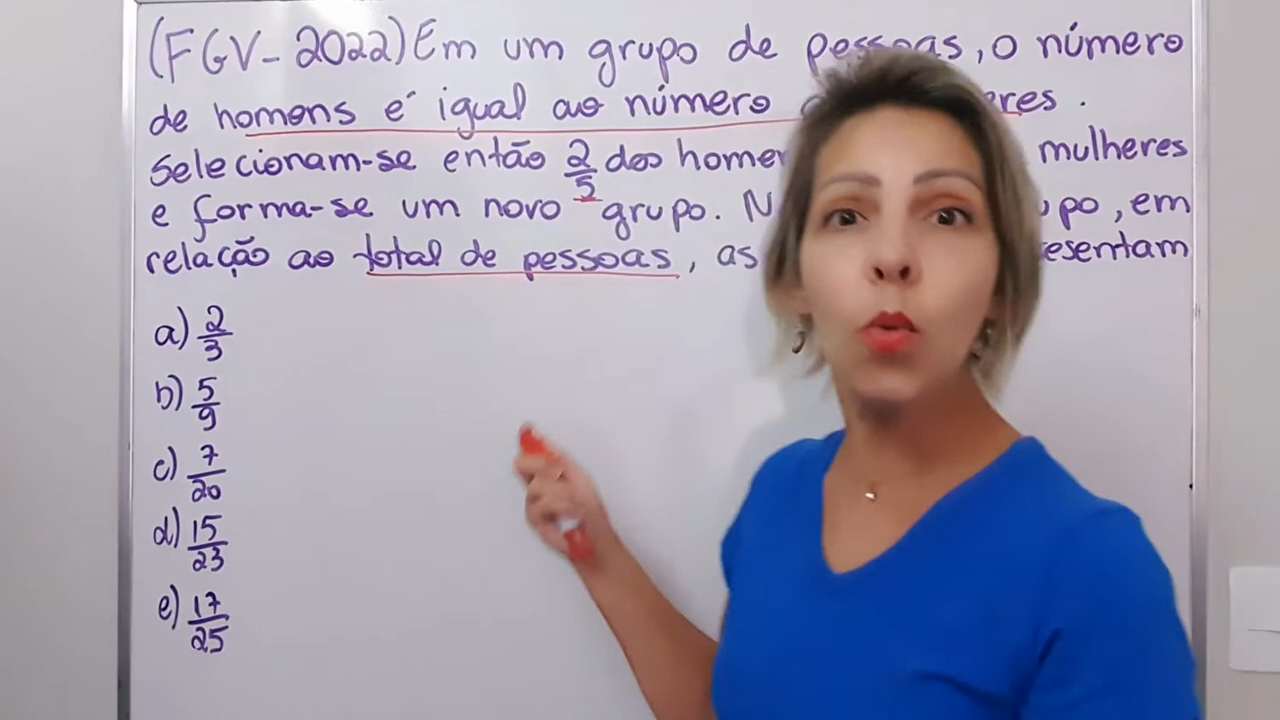 (FGV-2022) Em um grupo de pessoas, o número
de homens é igual ao número eres.
selecionam-se então 2/5 dos homen mulheres
e forma-se um novo grupo. N upo, em
relação ao total de pessoas, as esentam
a) 2/3
b) 5/9
c) 7/20
d) 15/23
e) 17/25